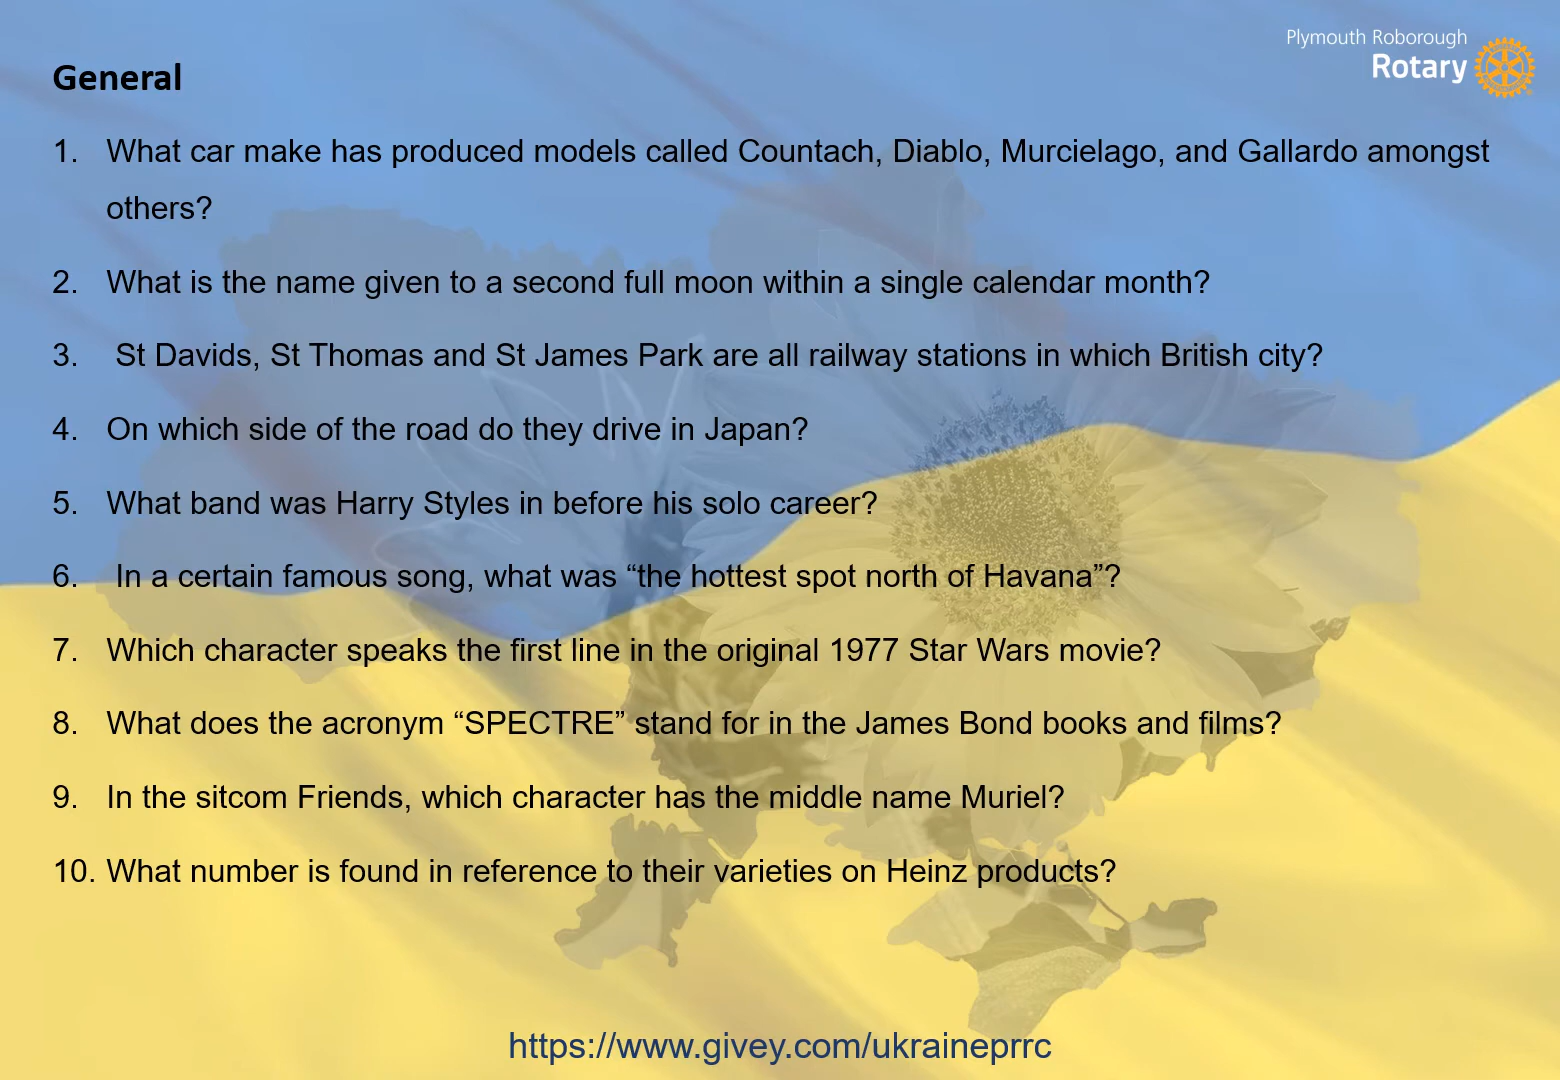 Plymouth Roborough
Rotary
General
1. What car make has produced models called Countach, Diablo, Murcielago, and Gallardo amongst
others?
2. What is the name given to a second full moon within a single calendar month?
3. St Davids, St Thomas and St James Park are all railway stations in which British city?
4. On which side of the road do they drive in Japan?
5. What band was Harry Styles in before his solo career?
6. In a certain famous song, what was “the hottest spot north of Havana”?
7. Which character speaks the first line in the original 1977 Star Wars movie?
8. What does the acronym “SPECTRE” stand for in the James Bond books and films?
9. In the sitcom Friends, which character has the middle name Muriel?
10. What number is found in reference to their varieties on Heinz products?
https://www.givey.com/ukraineprrc